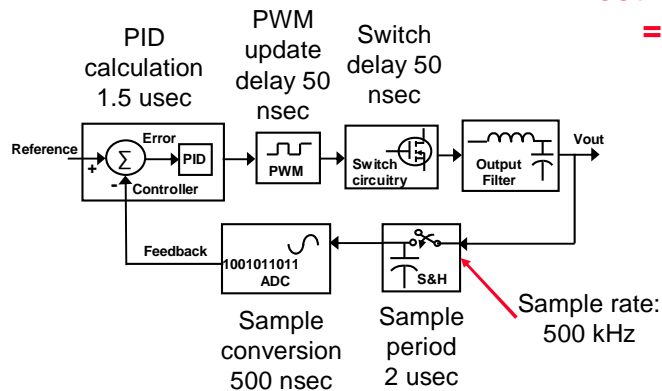 =
PID
calculation
1.5 usec
PWM
update
delay 50
nsec
Switch
delay 50
nsec
Reference
+
-
Σ
Error
PID
Controller
PWM
Switch
circuitry
Output
Filter
Vout
Feedback
1001011011
ADC
S&H
Sample
conversion
500 nsec
Sample
period
2 usec
Sample rate:
500 kHz